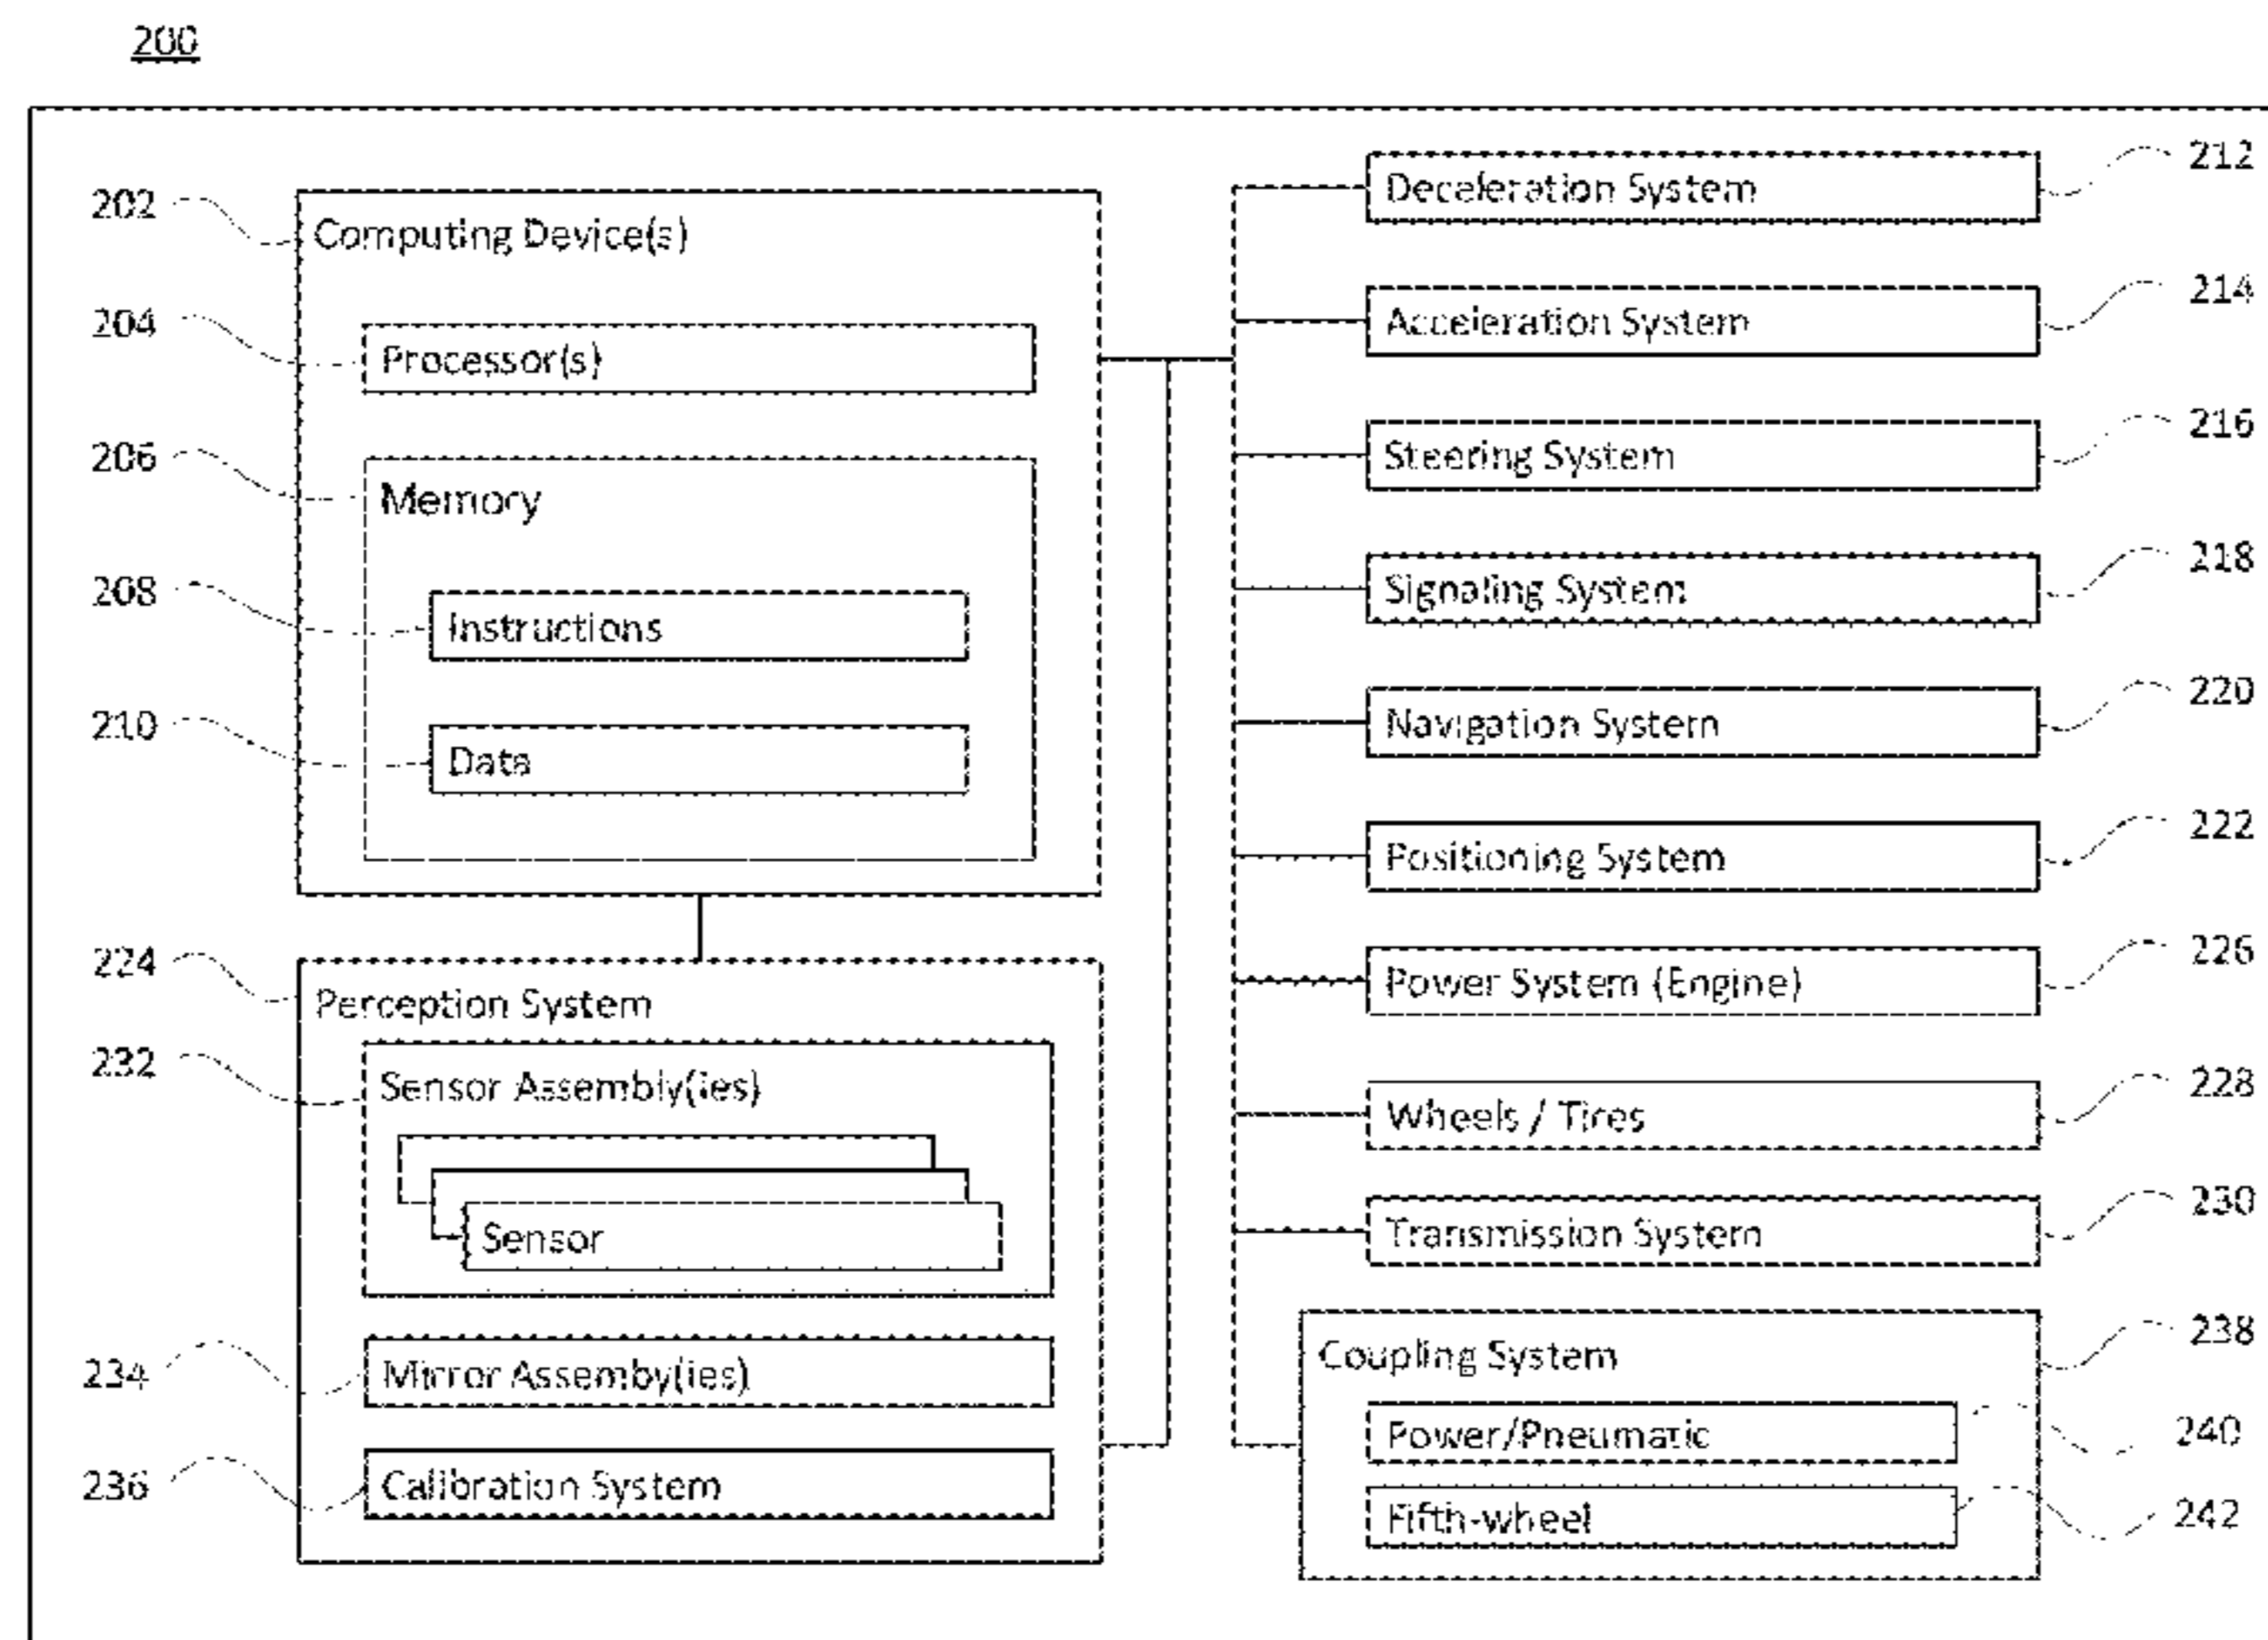 200
202
Computing Device(s)
204
Processor(s)
206
Memory
208
Instructions
210
Data
224
Perception System
232
Sensor Assembly(ies)
Sensor
234
Mirror Assemby(ies)
236
Calibration System
Deceleration System
212
Acceleration System
214
Steering System
216
Signaling System
218
Navigation System
220
Positioning System
222
Power System (Engine)
226
Wheels / Tires
228
Transmission System
230
Coupling System
238
Power/Pneumatic
240
Fifth-wheel
242